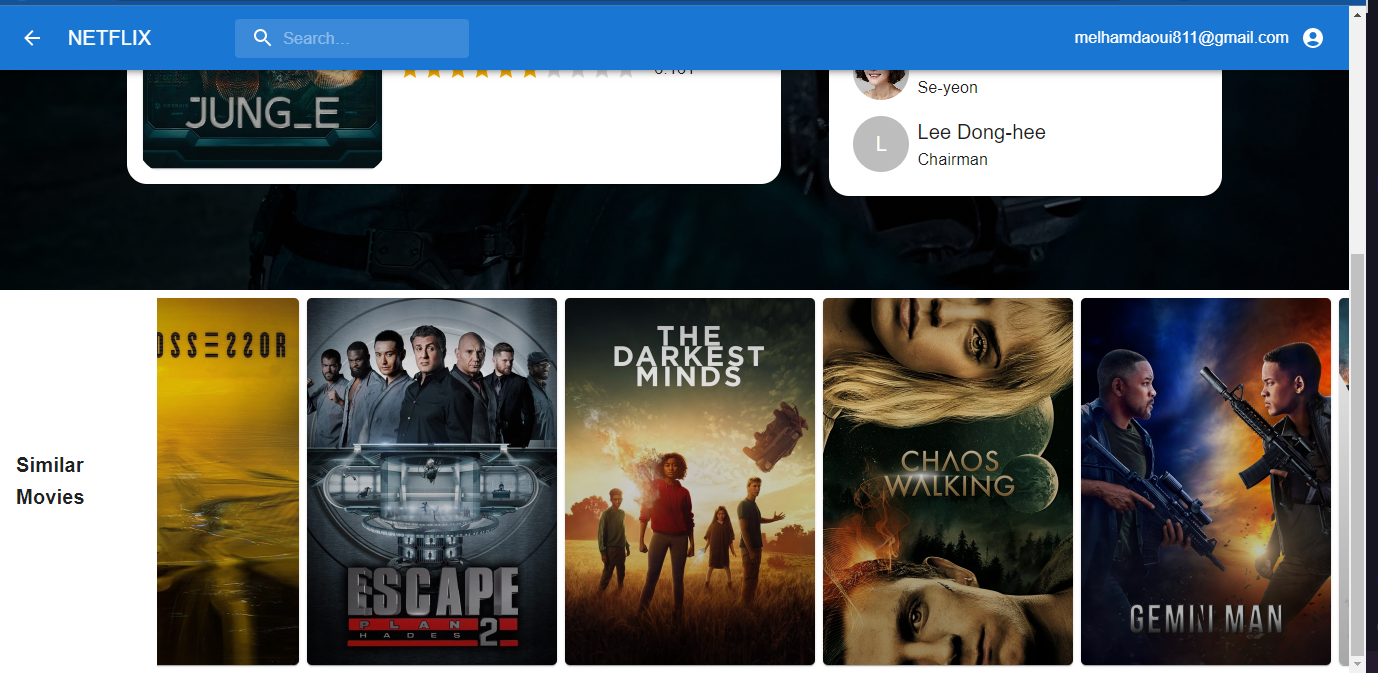 NETFLIX
Search...
melhamdaoui811@gmail.com
JUNG_E
Se-yeon
L
Lee Dong-hee
Chairman
Similar
Movies
OSSESSOR
ESCAPE
PLAN
HADES
2
THE
DARKEST
MINDS
CHAOS
WALKING
GEMINI MAN